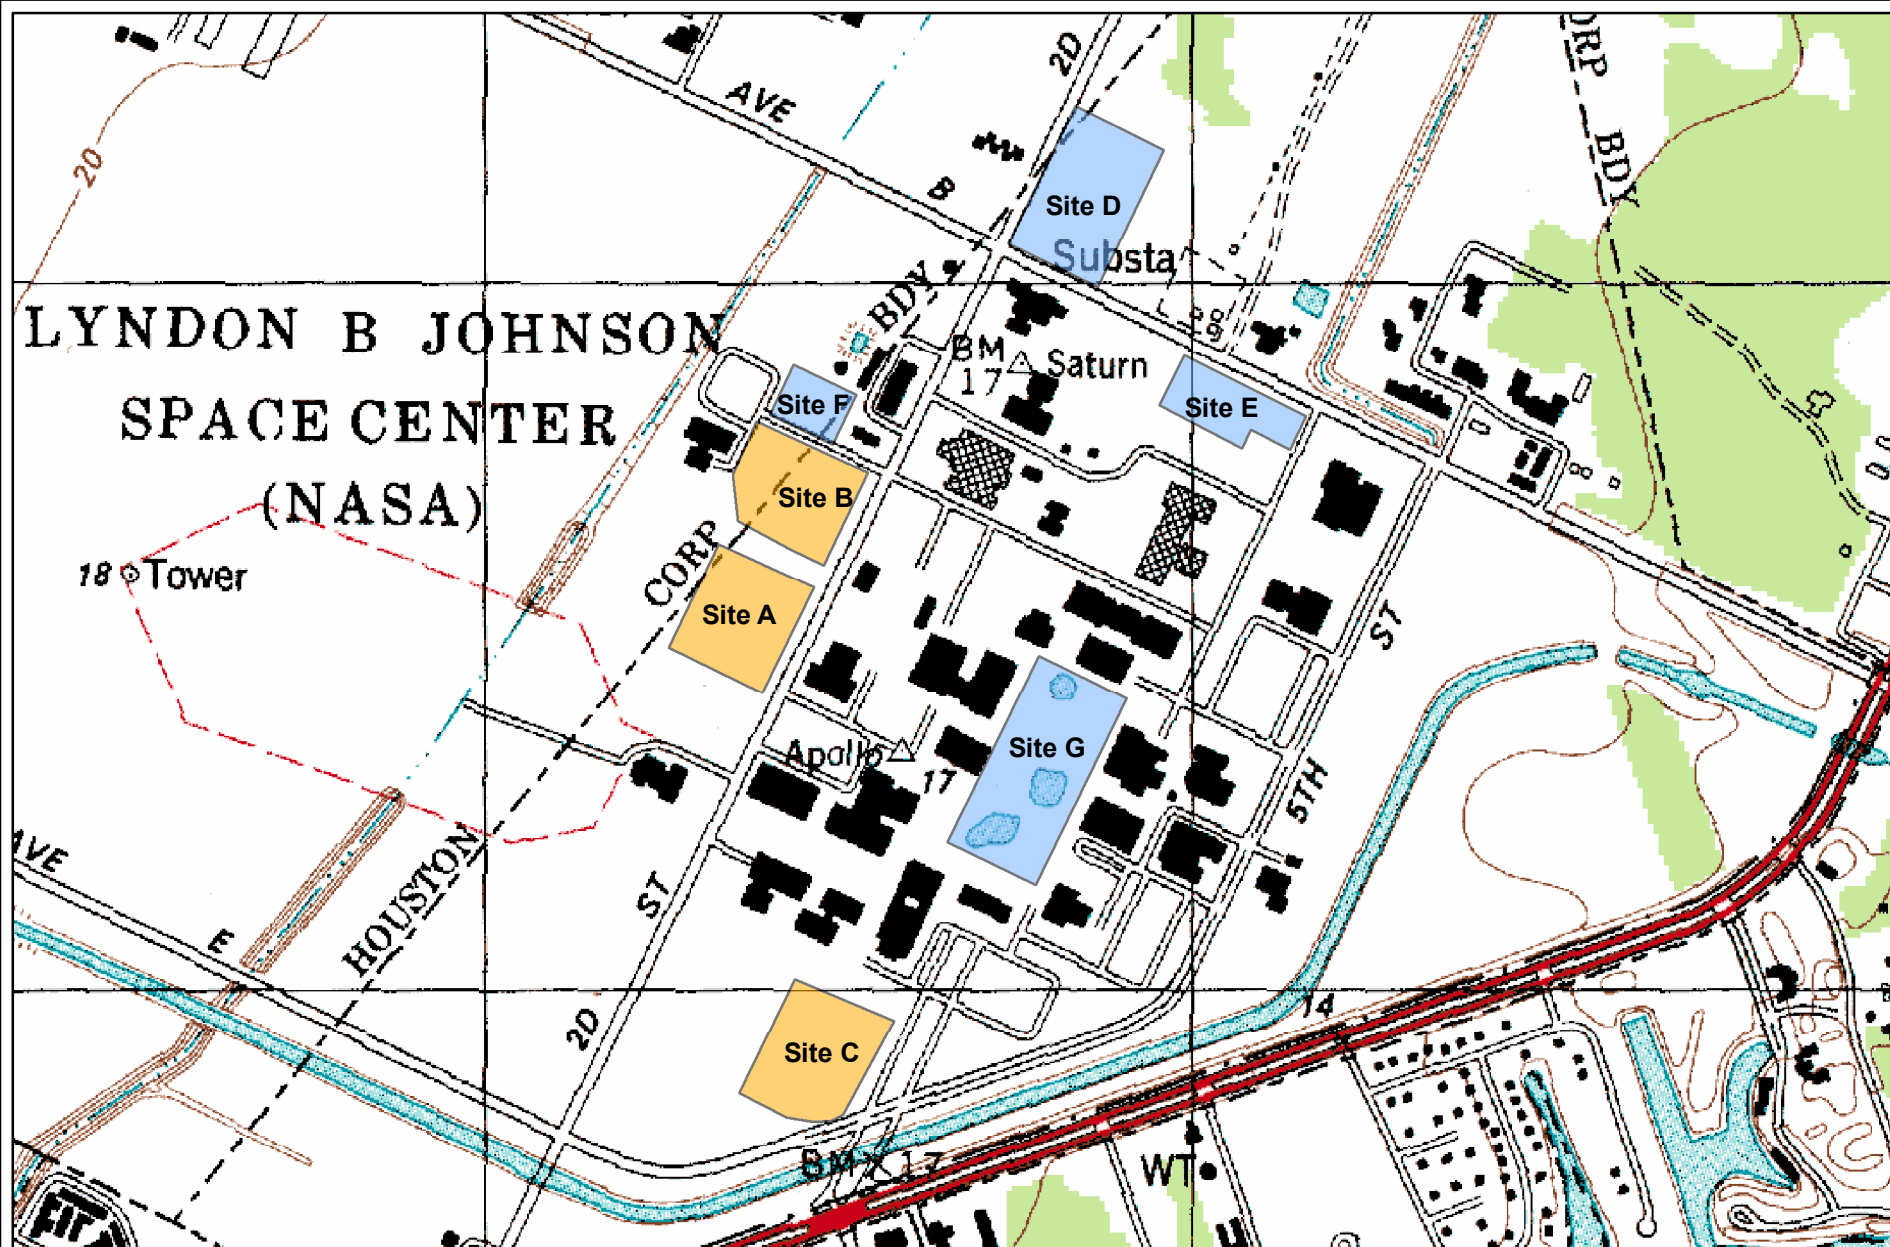 2D
AVE
B
20
CORP BDY
Site D
Substa
LYNDON B JOHNSON
SPACE CENTER
(NASA)
BDY
BM
17
Saturn
Site F
Site E
Site B
18
Tower
CORP
Site A
ST
Apollo
17
Site G
5TH
AVE
E
HOUSTON
ST
2D
14
Site C
BM X 17
WT